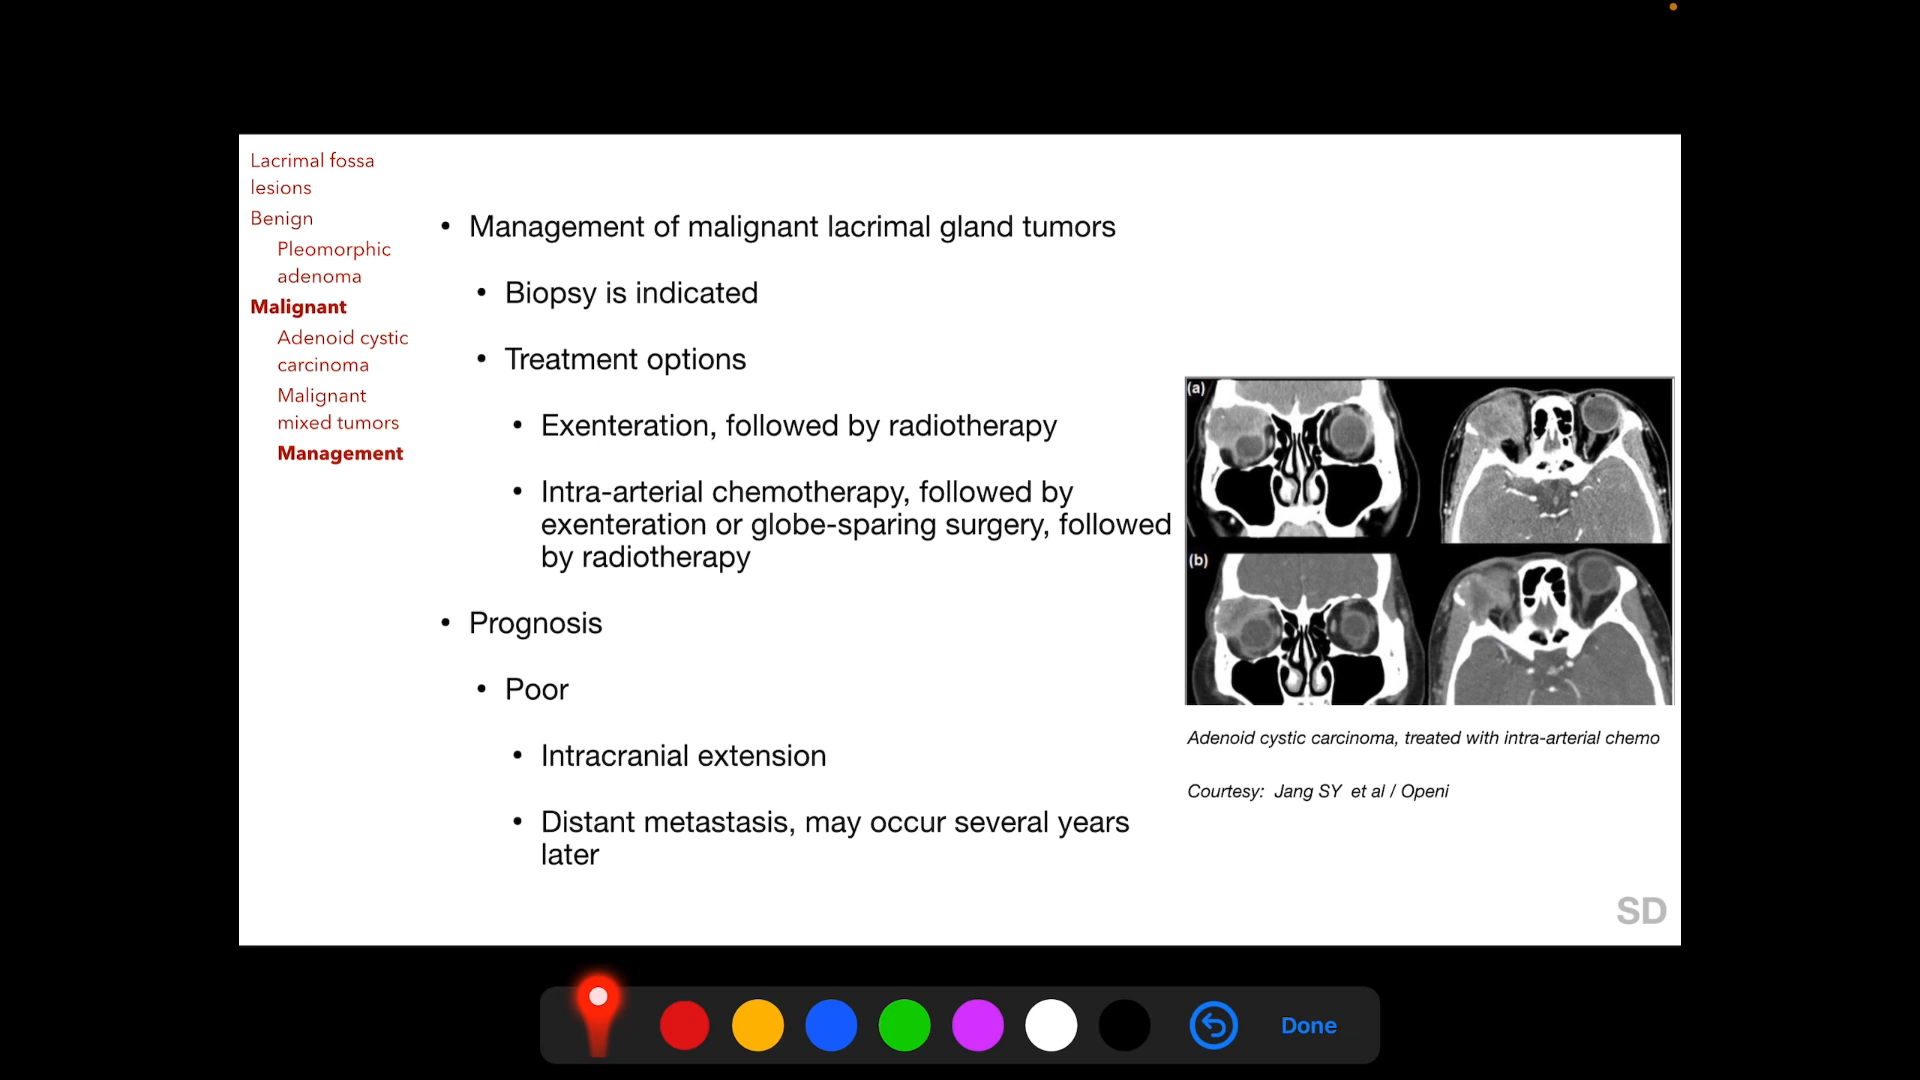 Lacrimal fossa
lesions
Benign
Pleomorphic
adenoma
Malignant
Adenoid cystic
carcinoma
Malignant
mixed tumors
Management
• Management of malignant lacrimal gland tumors
• Biopsy is indicated
• Treatment options
• Exenteration, followed by radiotherapy
• Intra-arterial chemotherapy, followed by
exenteration or globe-sparing surgery, followed
by radiotherapy
• Prognosis
• Poor
• Intracranial extension
• Distant metastasis, may occur several years
later
(a)
(b)
Adenoid cystic carcinoma, treated with intra-arterial chemo
Courtesy: Jang SY et al / Openi
SD
Done